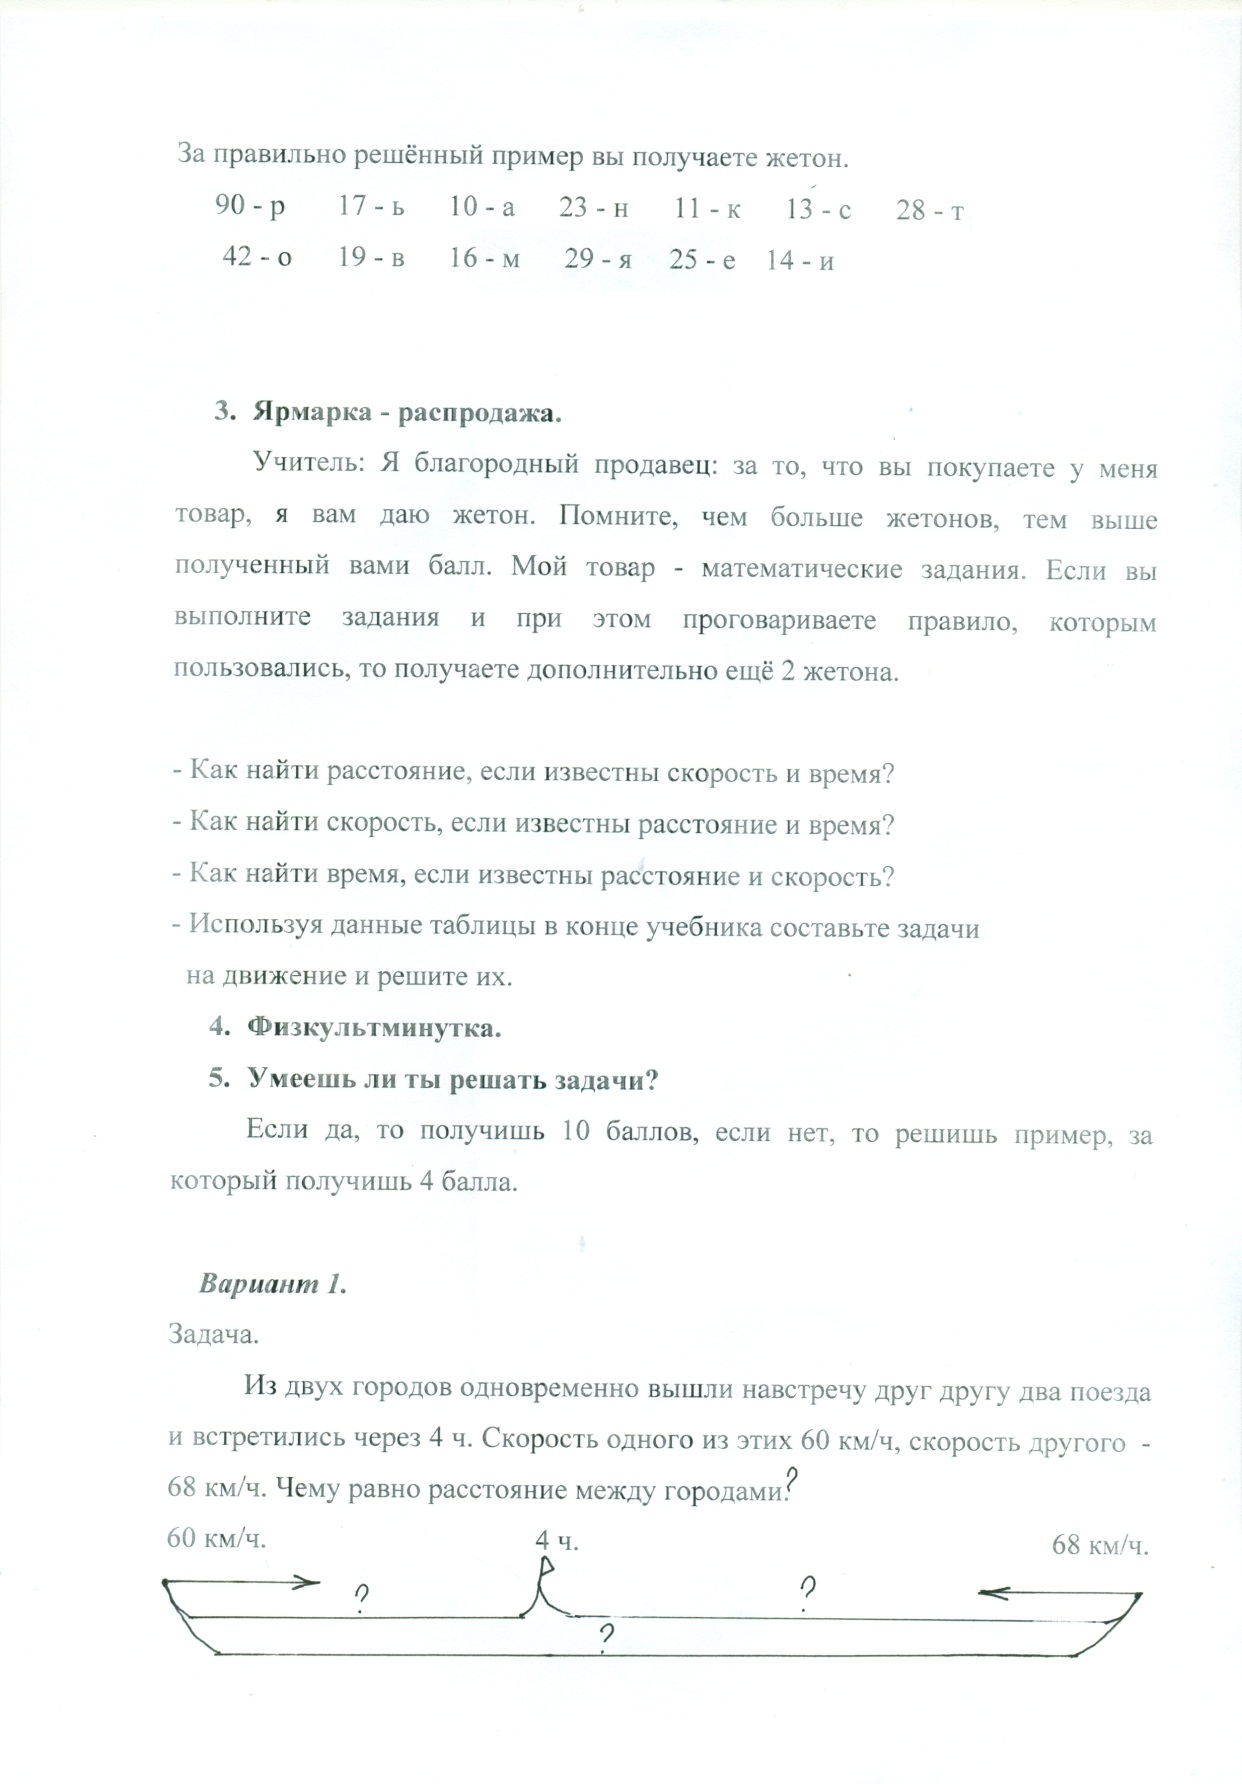 За правильно решённый пример вы получаете жетон.
90 - р 17 - ь 10 - а 23 - н 11 - к 13 - с 28 - т
42 - о 19 - в 16 - м 29 - я 25 - е 14 - и
3. Ярмарка - распродажа.
Учитель: Я благородный продавец: за то, что вы покупаете у меня
товар, я вам даю жетон. Помните, чем больше жетонов, тем выше
полученный вами балл. Мой товар - математические задания. Если вы
выполните задания и при этом проговариваете правило, которым
пользовались, то получаете дополнительно ещё 2 жетона.
- Как найти расстояние, если известны скорость и время?
- Как найти скорость, если известны расстояние и время?
- Как найти время, если известны расстояние и скорость?
- Используя данные таблицы в конце учебника составьте задачи
на движение и решите их.
4. Физкультминутка.
5. Умеешь ли ты решать задачи?
Если да, то получишь 10 баллов, если нет, то решишь пример, за
который получишь 4 балла.
Вариант 1.
Задача.
Из двух городов одновременно вышли навстречу друг другу два поезда
и встретились через 4 ч. Скорость одного из этих 60 км/ч, скорость другого -
68 км/ч. Чему равно расстояние между городами?
60 км/ч. 4 ч. 68 км/ч.
? ?
?